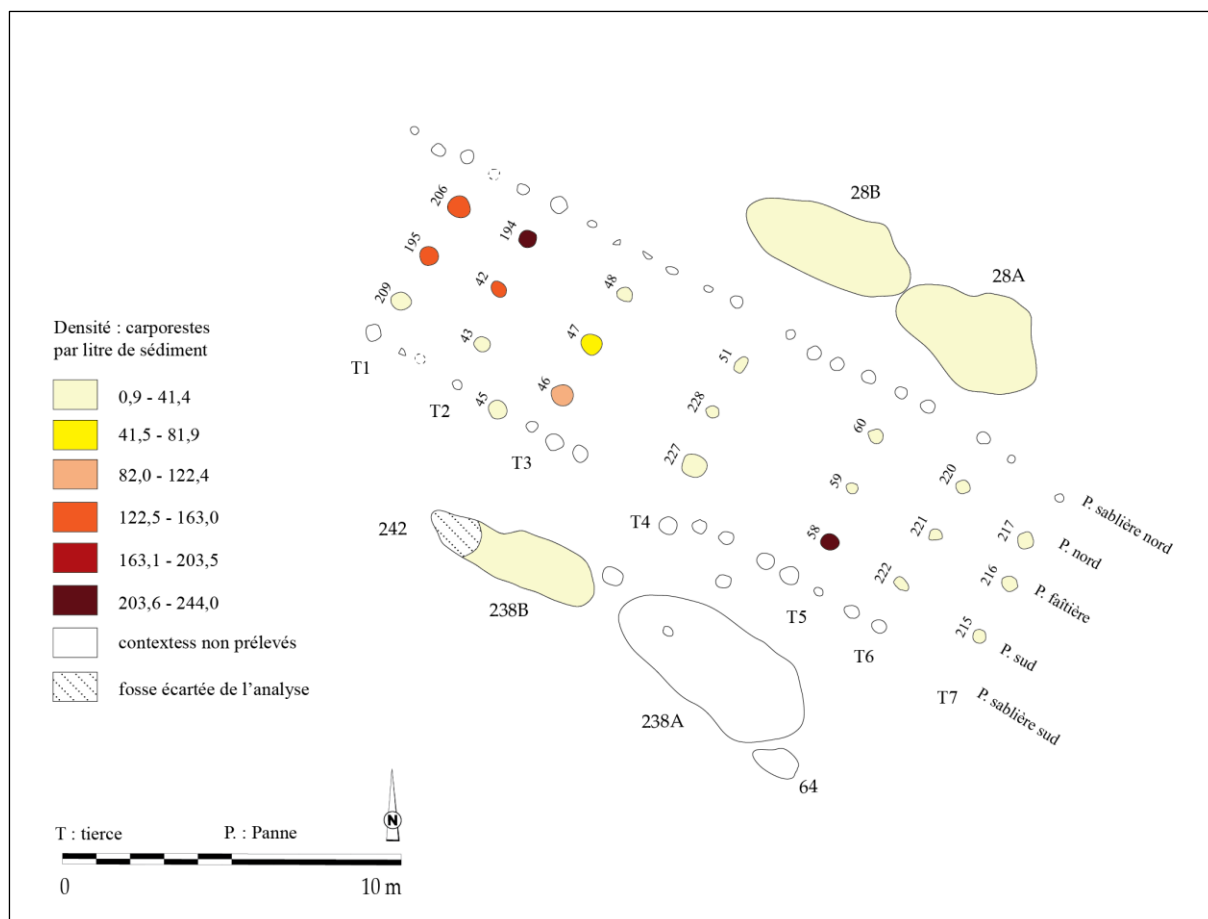 28B
206
194
195
28A
42
48
209
Densité : carporestes
par litre de sédiment
47
43
T1
51
0,9 - 41,4
T2
46
45
228
41,5 - 81,9
60
T3
227
82,0 - 122,4
59
220
P. sablière nord
122,5 - 163,0
242
T4
58
221
217
P. nord
163,1 - 203,5
222
216
P. faîtière
203,6 - 244,0
238B
T5
215
P. sud
contextess non prélevés
T6
fosse écartée de l’analyse
T7
P. sablière sud
238A
64
N
T : tierce
P. : Panne
0
10 m